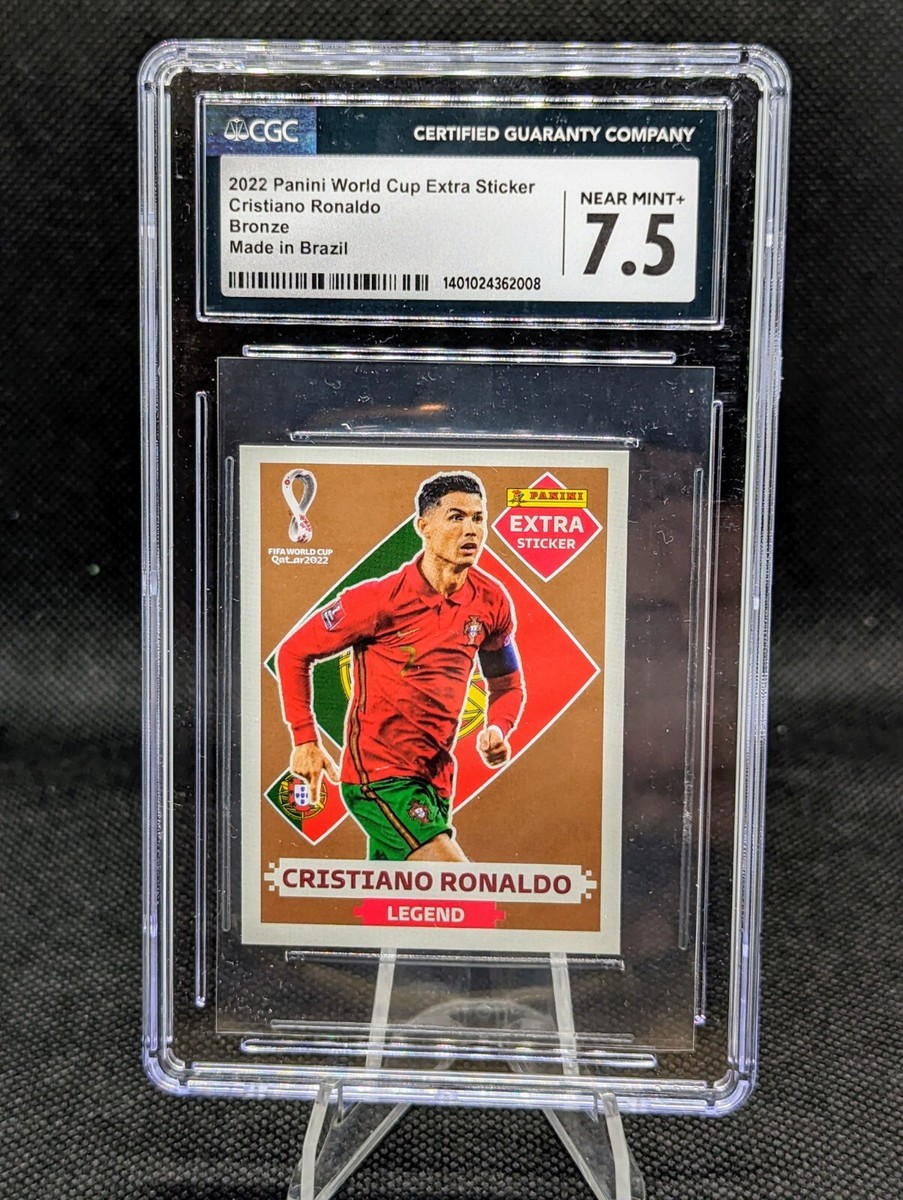 CGC
CERTIFIED GUARANTY COMPANY
2022 Panini World Cup Extra Sticker
Cristiano Ronaldo
Bronze
Made in Brazil
1401024362008
NEAR MINT+
7.5
FIFA WORLD CUP
Qatar2022
PANINI
EXTRA
STICKER
CRISTIANO RONALDO
LEGEND